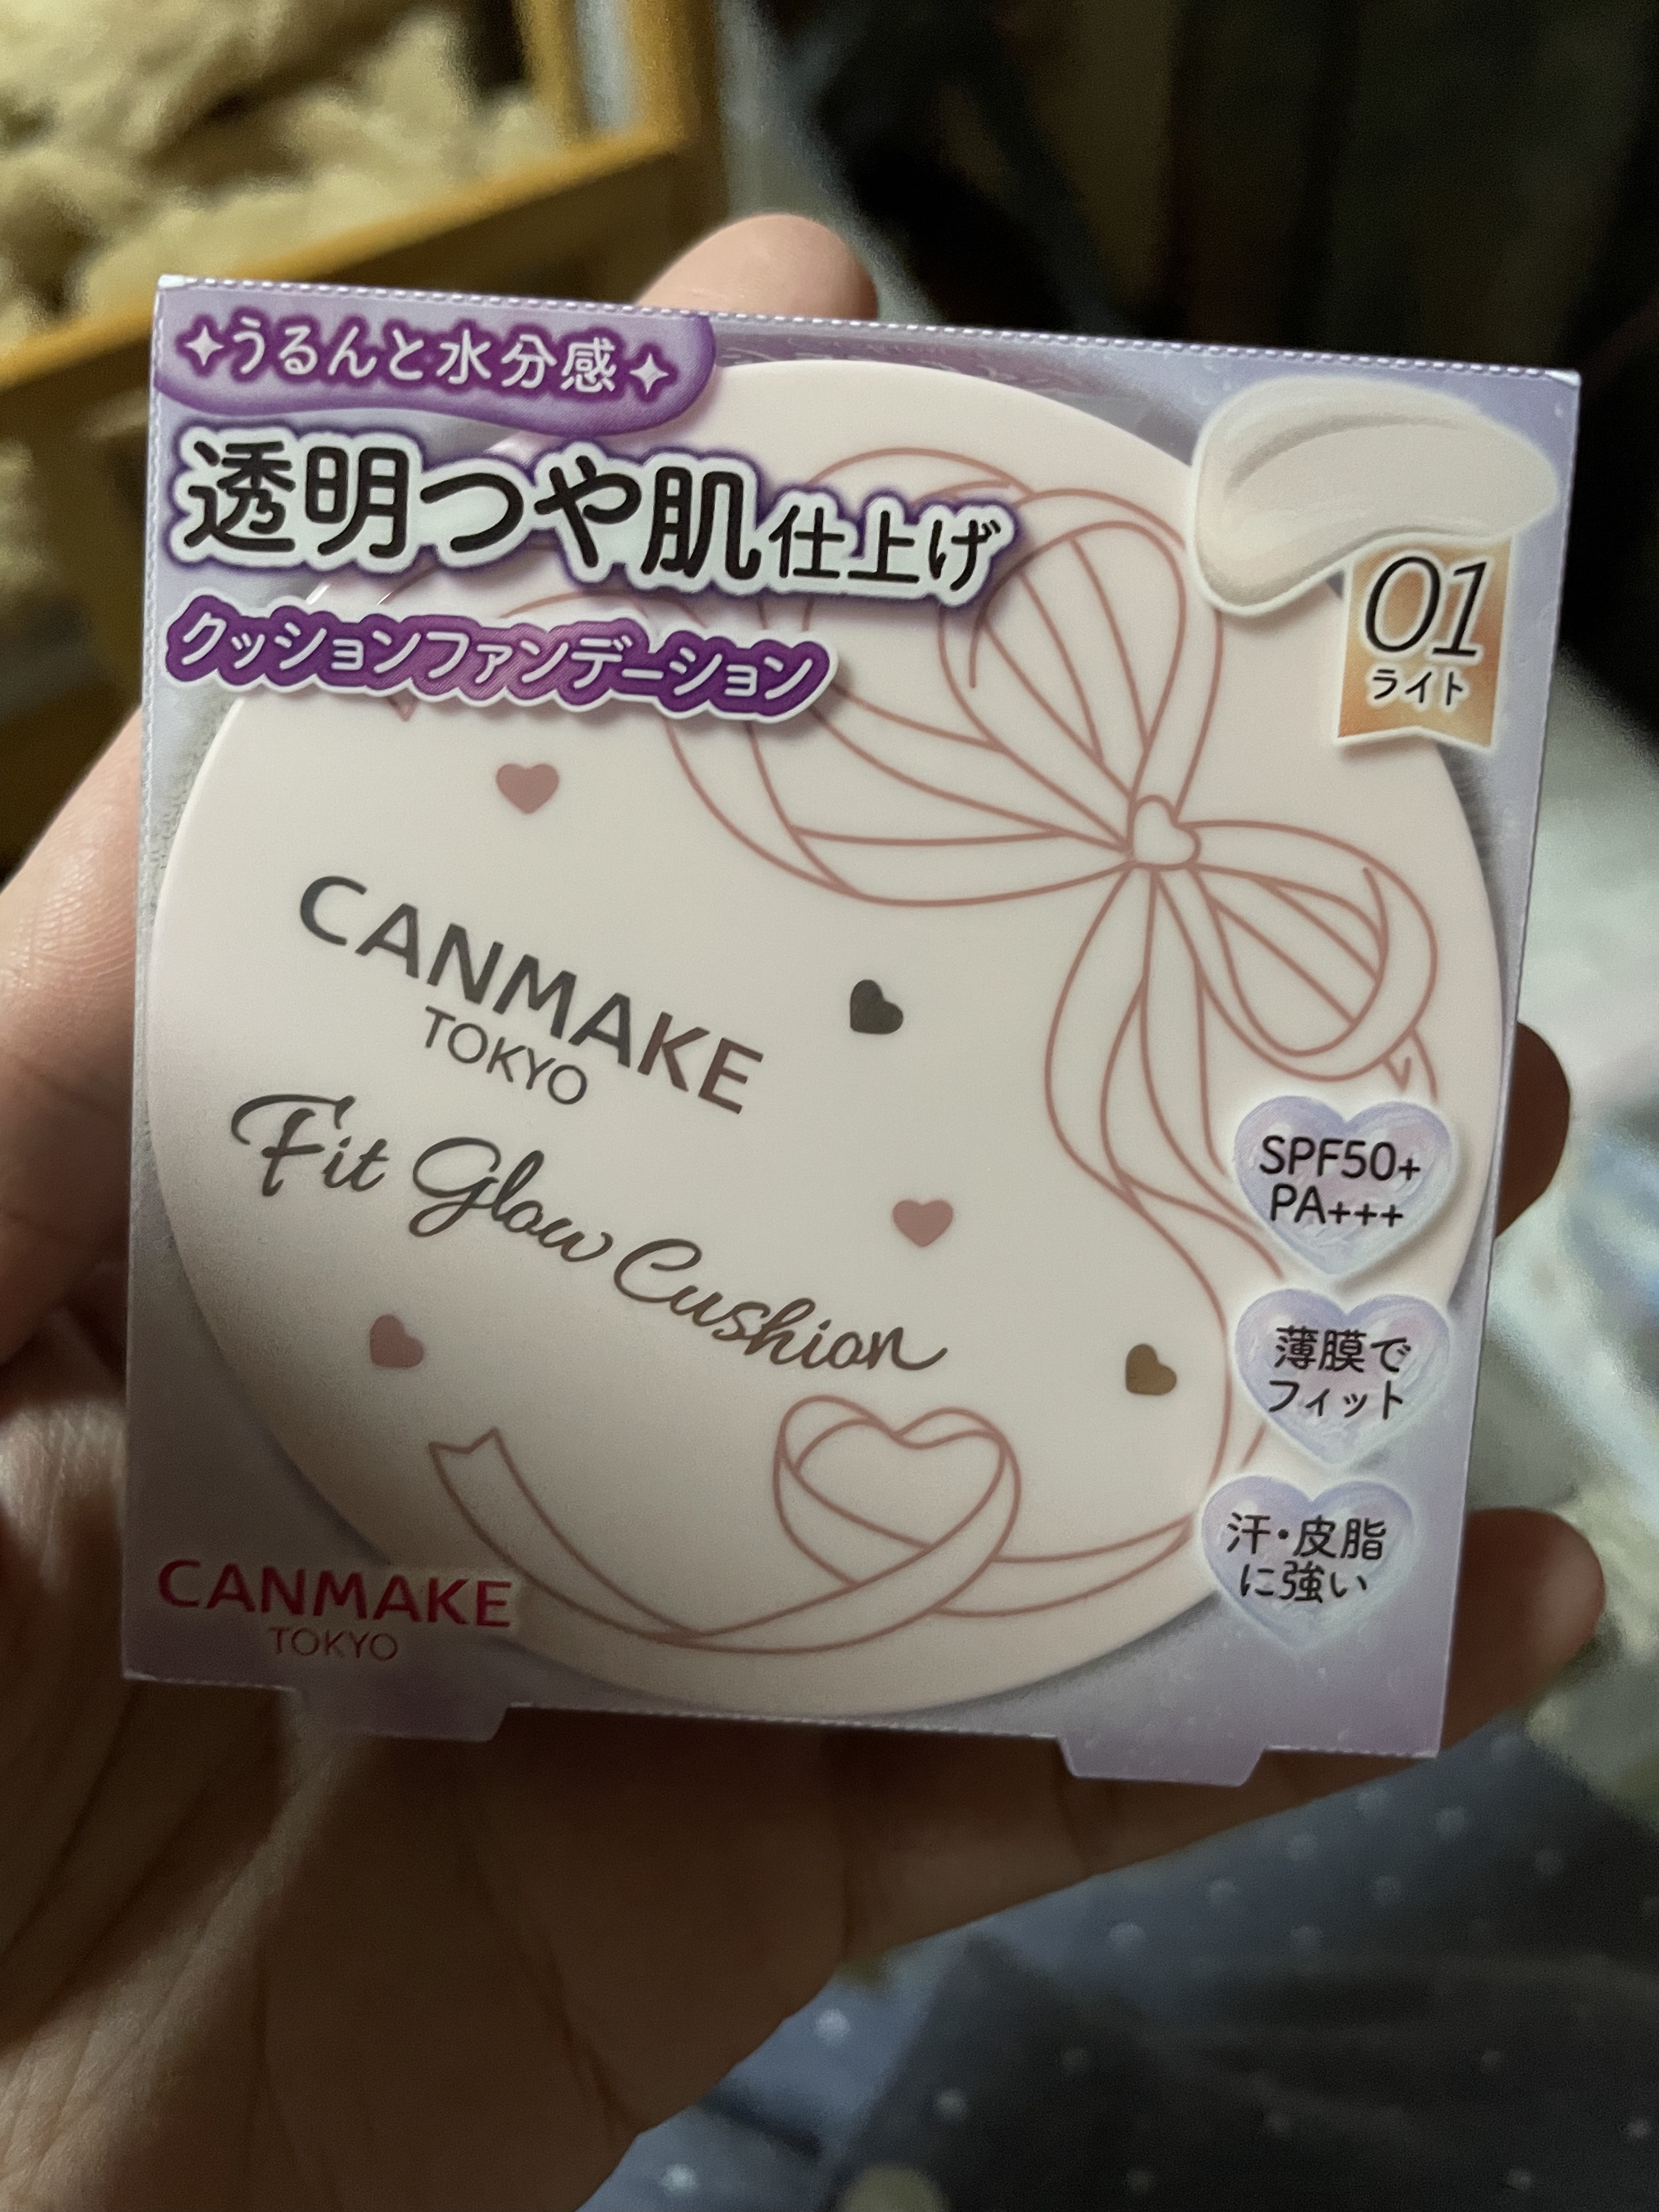 うるんと水分感
透明つや肌仕上げ
クッションファンデーション
01
ライト
CANMAKE
TOKYO
Fit Glow Cushion
SPF50+
PA+++
薄膜で
フィット
汗・皮脂
に強い
CANMAKE
TOKYO